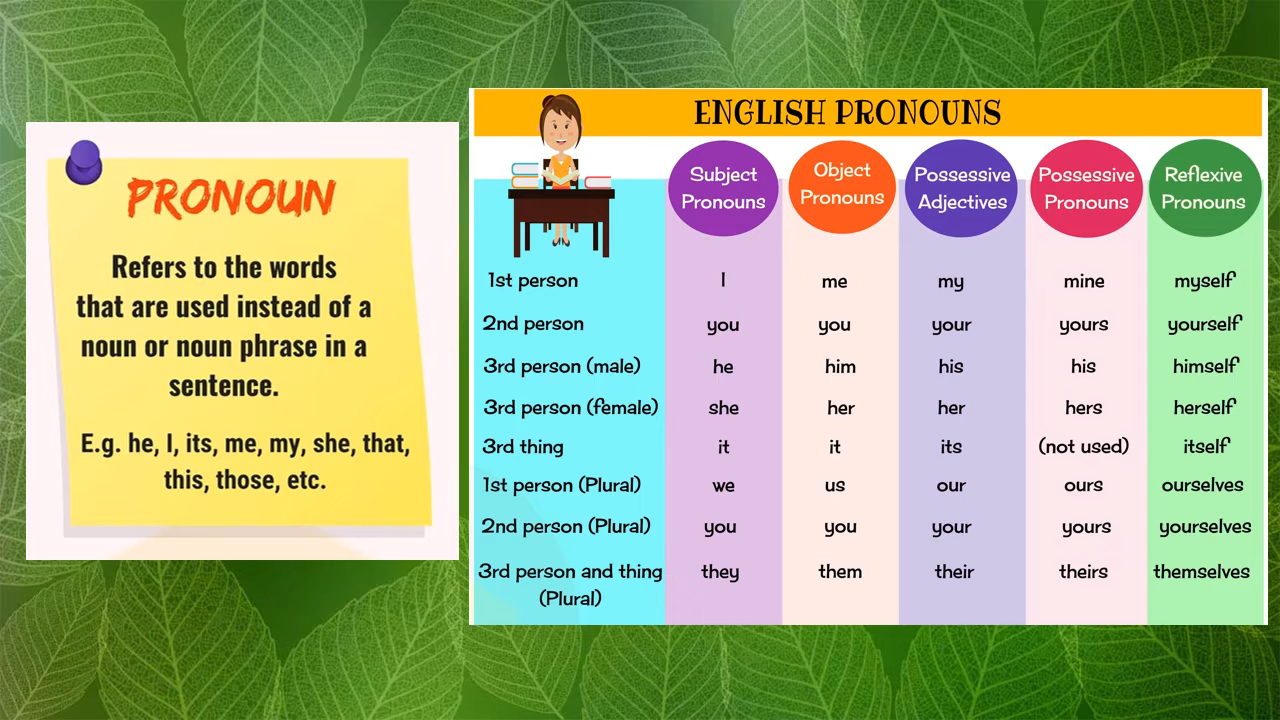 PRONOUN
Refers to the words
that are used instead of a
noun or noun phrase in a
sentence.
E.g. he, I, its, me, my, she, that,
this, those, etc.
ENGLISH PRONOUNS
Subject Pronouns Object Pronouns Possessive Adjectives Possessive Pronouns Reflexive Pronouns
1st person I me my mine myself
2nd person you you your yours yourself
3rd person (male) he him his his himself
3rd person (female) she her her hers herself
3rd thing it it its (not used) itself
1st person (Plural) we us our ours ourselves
2nd person (Plural) you you your yours yourselves
3rd person and thing they them their theirs themselves
(Plural)